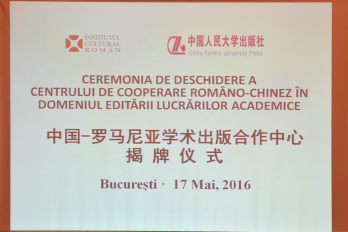 INSTITUTUL
CULTURAL
ROMÂN
中国人民大学出版社
China Renmin University Press
CEREMONIA DE DESCHIDERE A
CENTRULUI DE COOPERARE ROMÂNO-CHINEZ ÎN
DOMENIUL EDITĂRII LUCRĂRILOR ACADEMICE
中国-罗马尼亚学术出版合作中心
揭牌仪式
București · 17 Mai, 2016